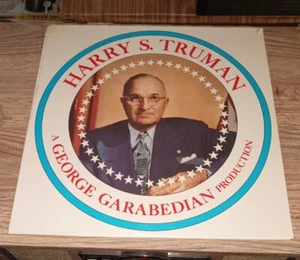 HARRY S. TRUMAN
A GEORGE GARABEDIAN PRODUCTION